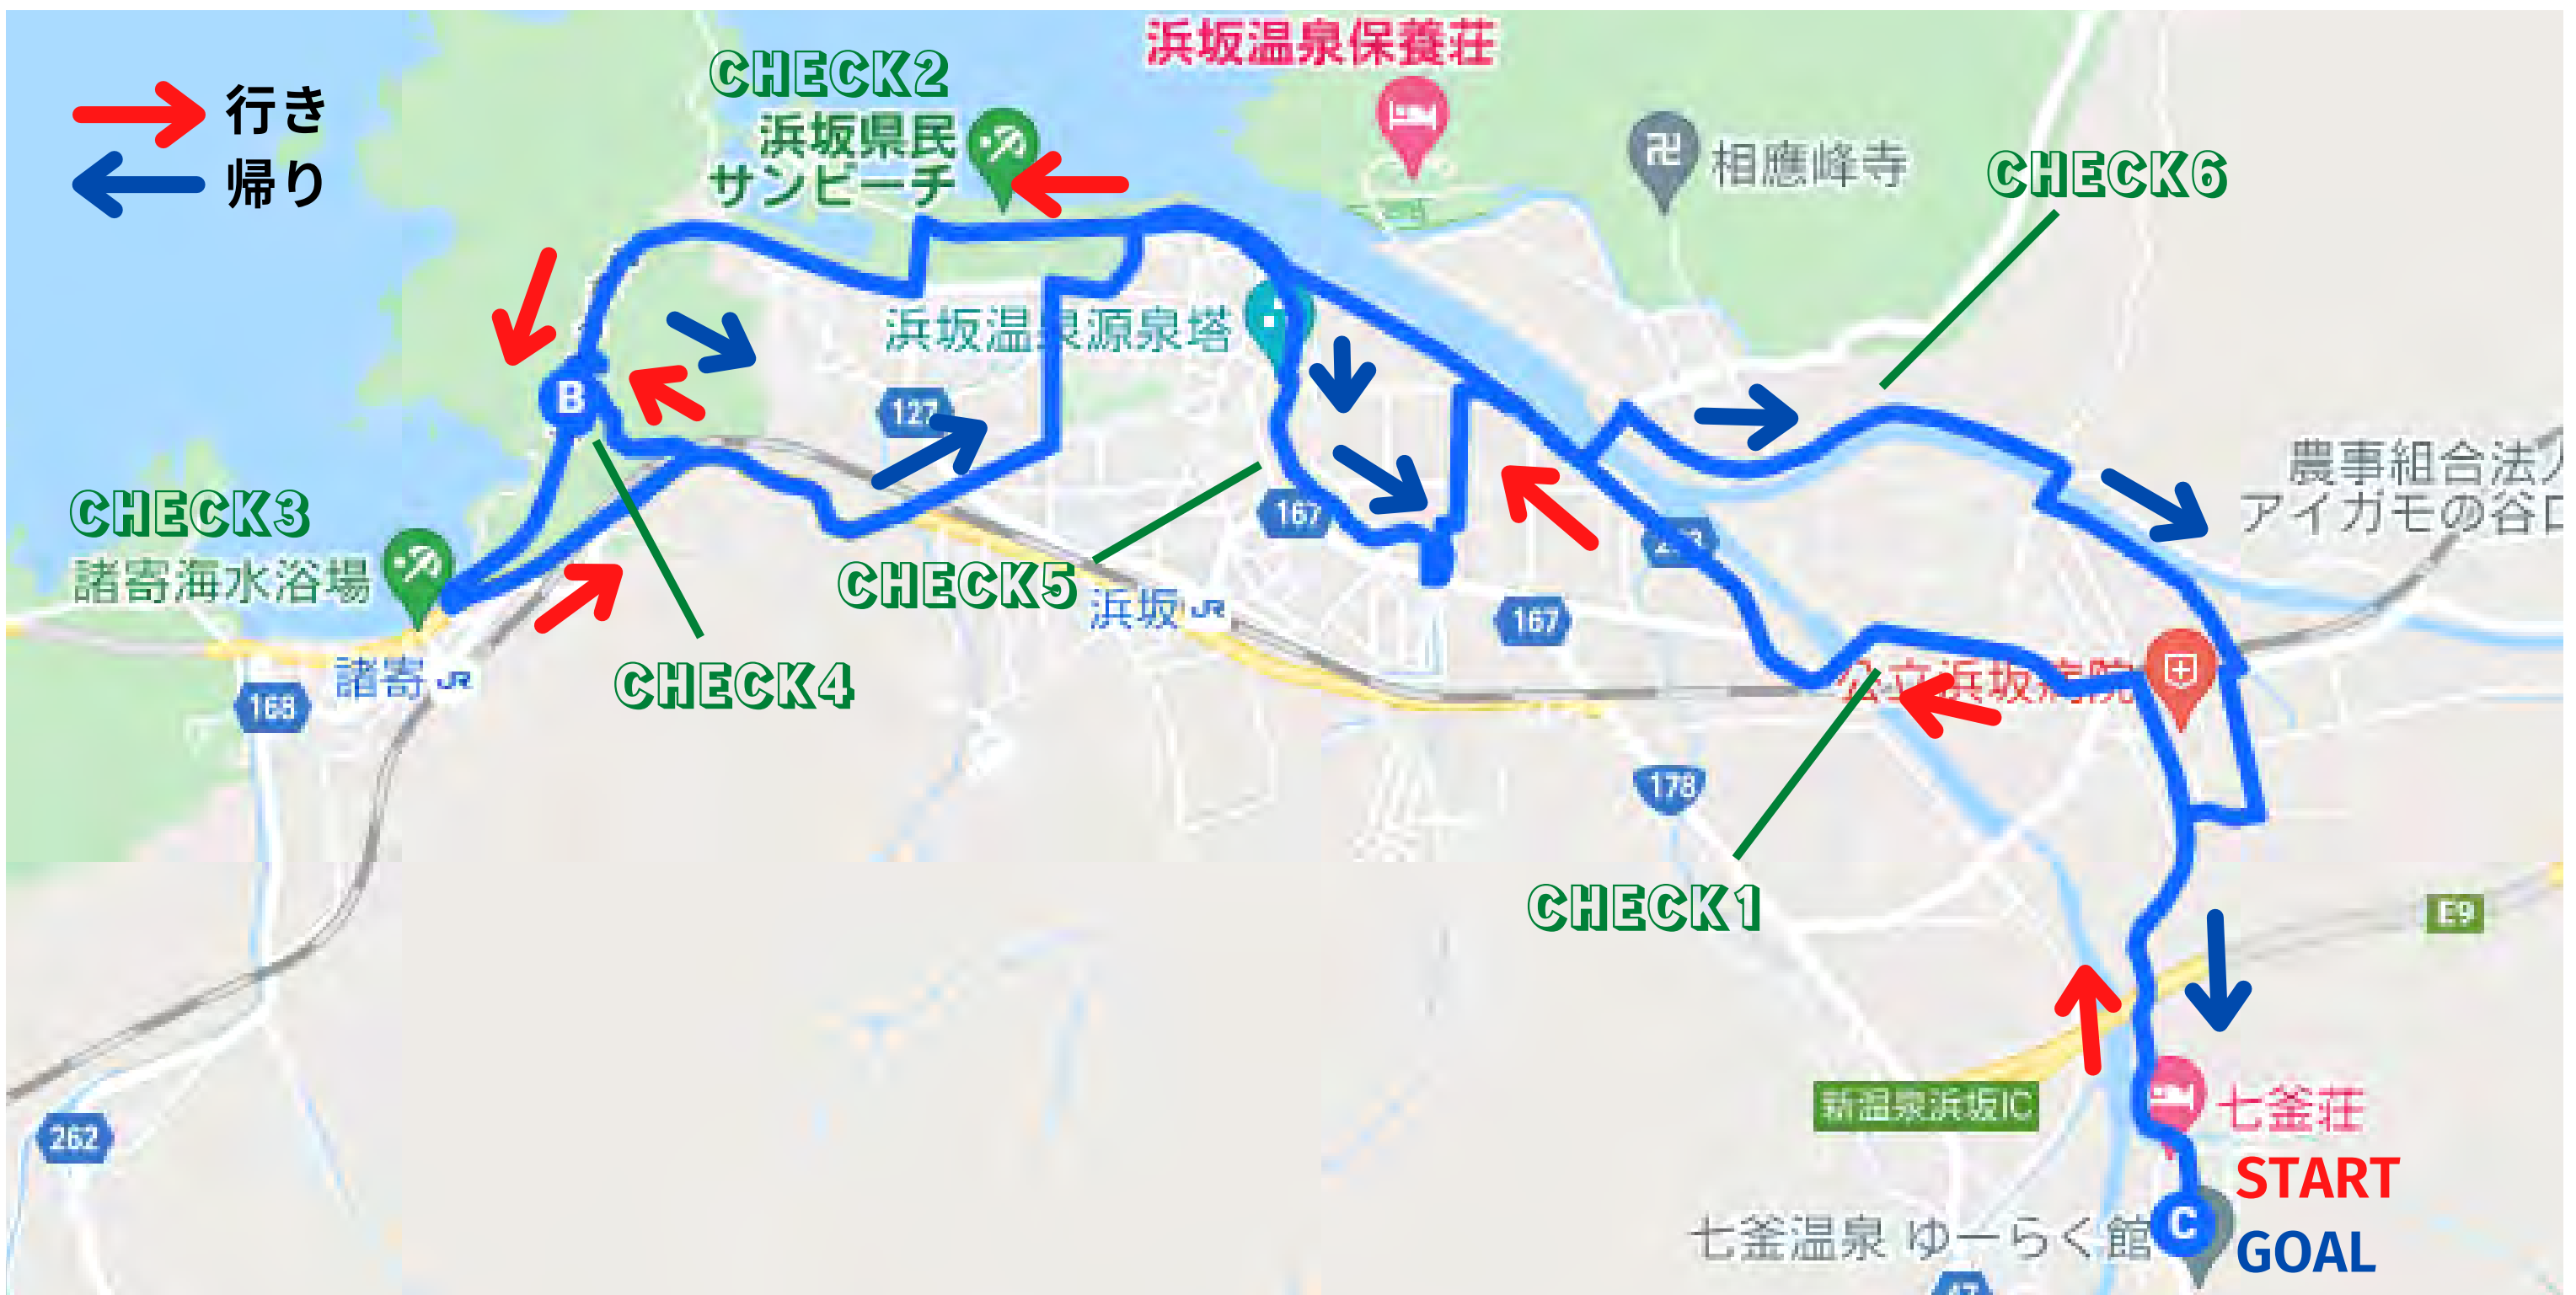 行き
帰り
CHECK2
浜坂県民
サンビーチ
浜坂温泉保養荘
相應峰寺
CHECK6
浜坂温泉源泉塔
B
127
農事組合法人
アイガモの谷口
CHECK3
諸寄海水浴場
167
CHECK5
浜坂 JR
167
諸寄 JR
168
CHECK4
公立浜坂病院
178
CHECK1
E9
262
新温泉浜坂IC
七釜荘
START
七釜温泉 ゆーらく館
C
GOAL
47